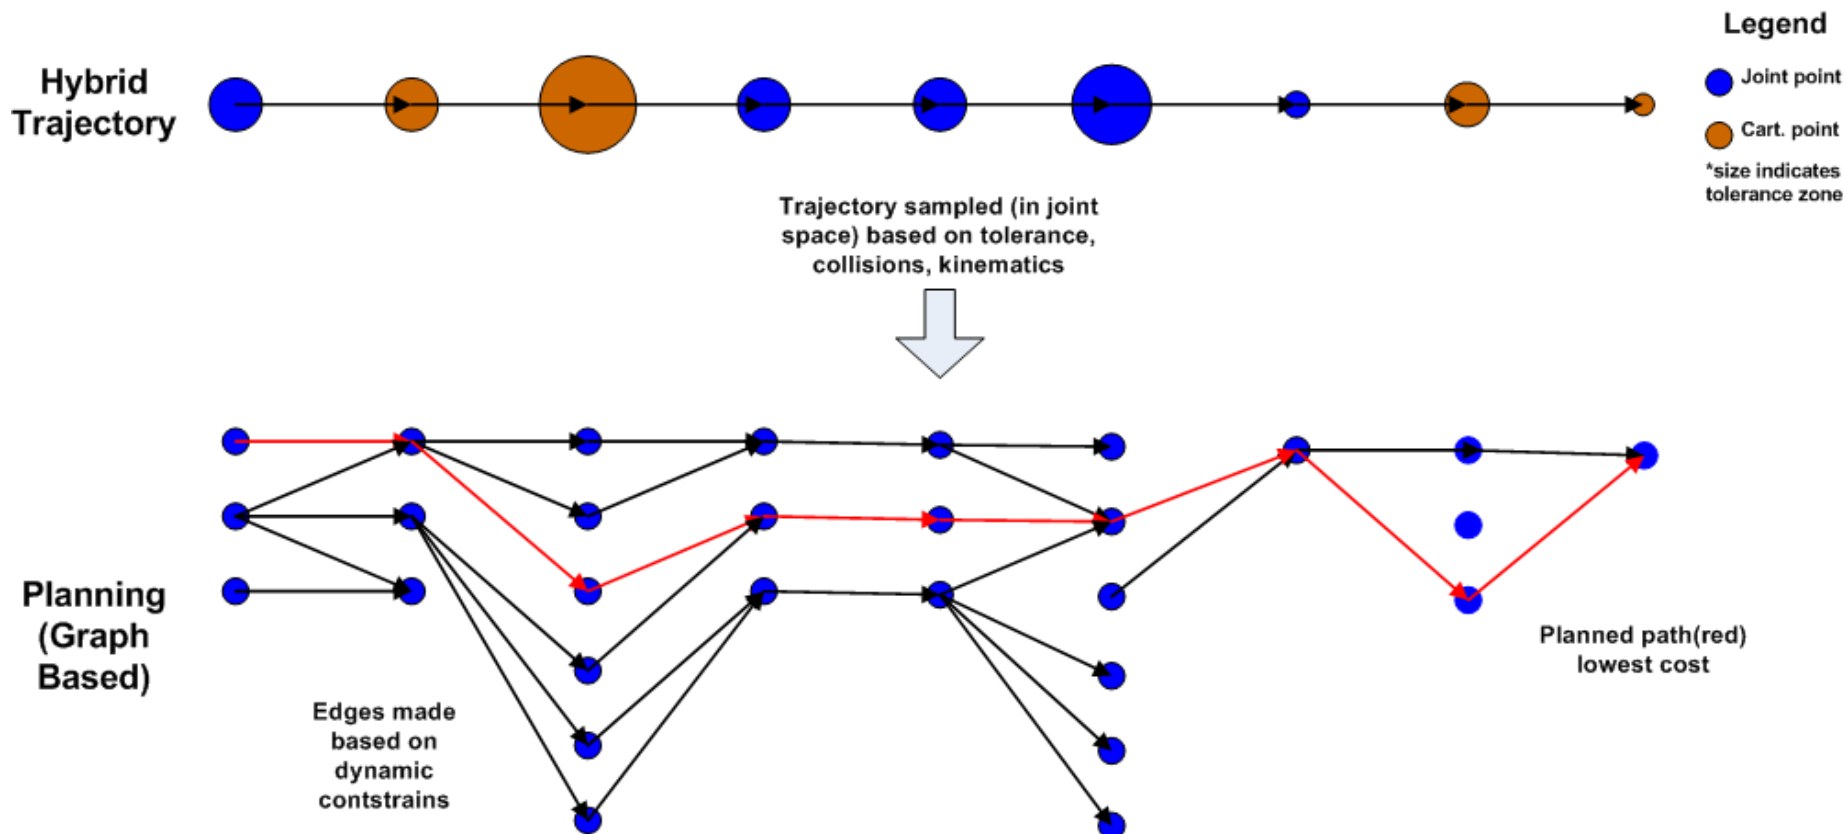 Legend
Joint point
Cart. point
*size indicates
tolerance zone
Hybrid
Trajectory
Trajectory sampled (in joint
space) based on tolerance,
collisions, kinematics
Planning
(Graph
Based)
Edges made
based on
dynamic
contstrains
Planned path(red)
lowest cost